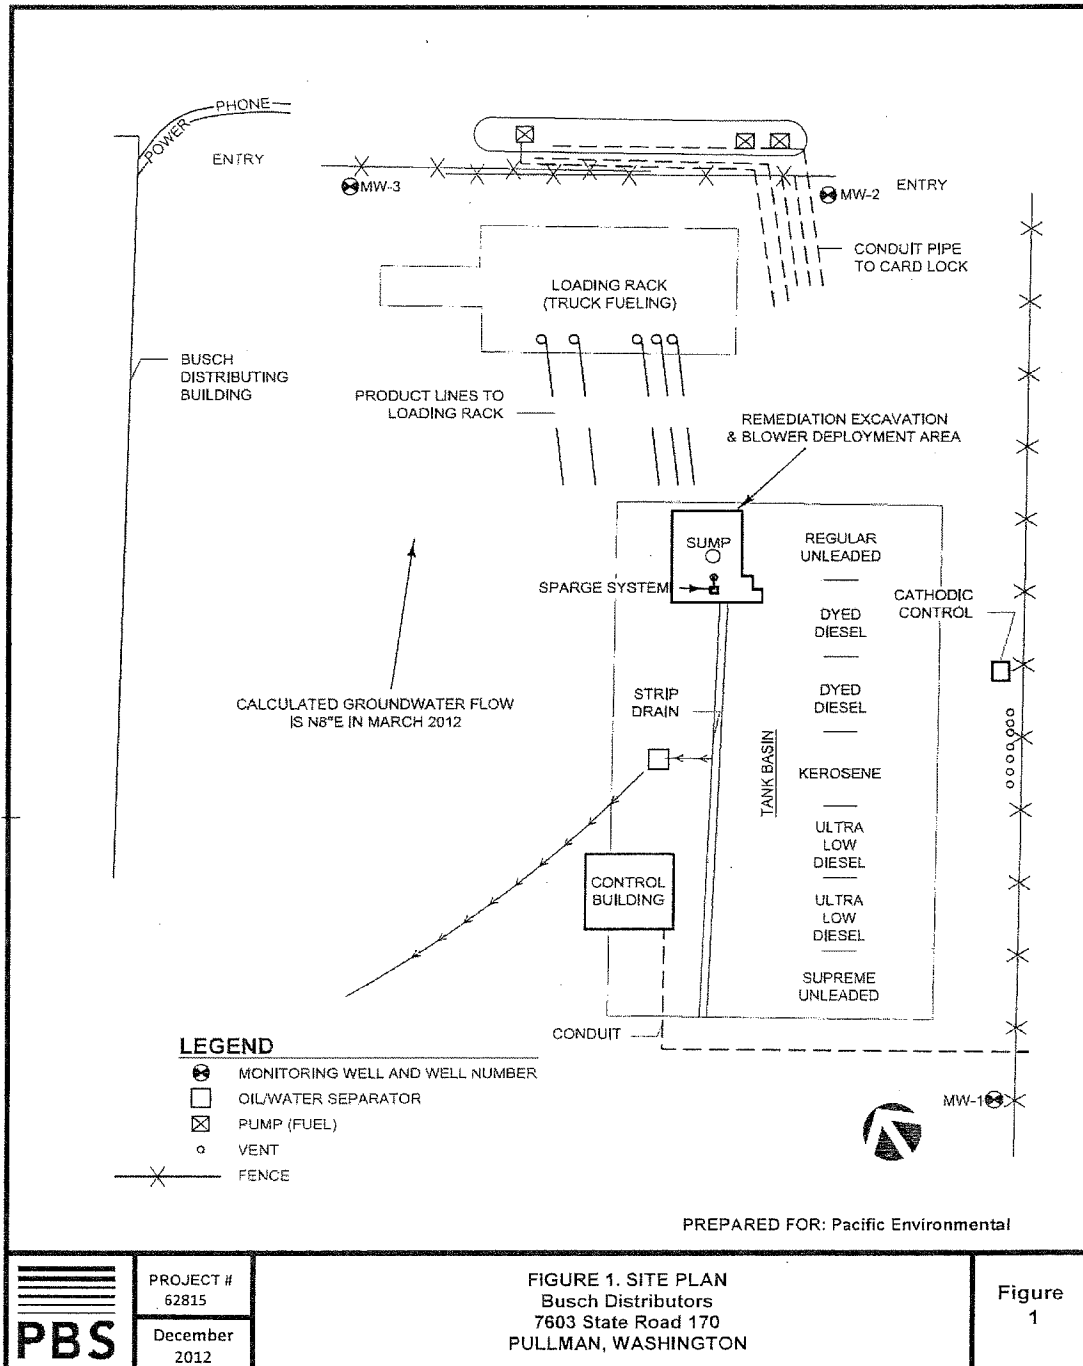 PHONE
POWER
ENTRY
MW-3
MW-2
ENTRY
CONDUIT PIPE
TO CARD LOCK
LOADING RACK
(TRUCK FUELING)
BUSCH
DISTRIBUTING
BUILDING
PRODUCT LINES TO
LOADING RACK
REMEDIATION EXCAVATION
& BLOWER DEPLOYMENT AREA
SUMP
SPARGE SYSTEM
REGULAR
UNLEADED
CATHODIC
CONTROL
DYED
DIESEL
DYED
DIESEL
STRIP
DRAIN
CALCULATED GROUNDWATER FLOW
IS N8°E IN MARCH 2012
TANK BASIN
KEROSENE
ULTRA
LOW
DIESEL
CONTROL
BUILDING
ULTRA
LOW
DIESEL
SUPREME
UNLEADED
CONDUIT
LEGEND
MONITORING WELL AND WELL NUMBER
OIL/WATER SEPARATOR
PUMP (FUEL)
VENT
FENCE
MW-1
PREPARED FOR: Pacific Environmental
PBS
PROJECT #
62815
December
2012
FIGURE 1. SITE PLAN
Busch Distributors
7603 State Road 170
PULLMAN, WASHINGTON
Figure
1